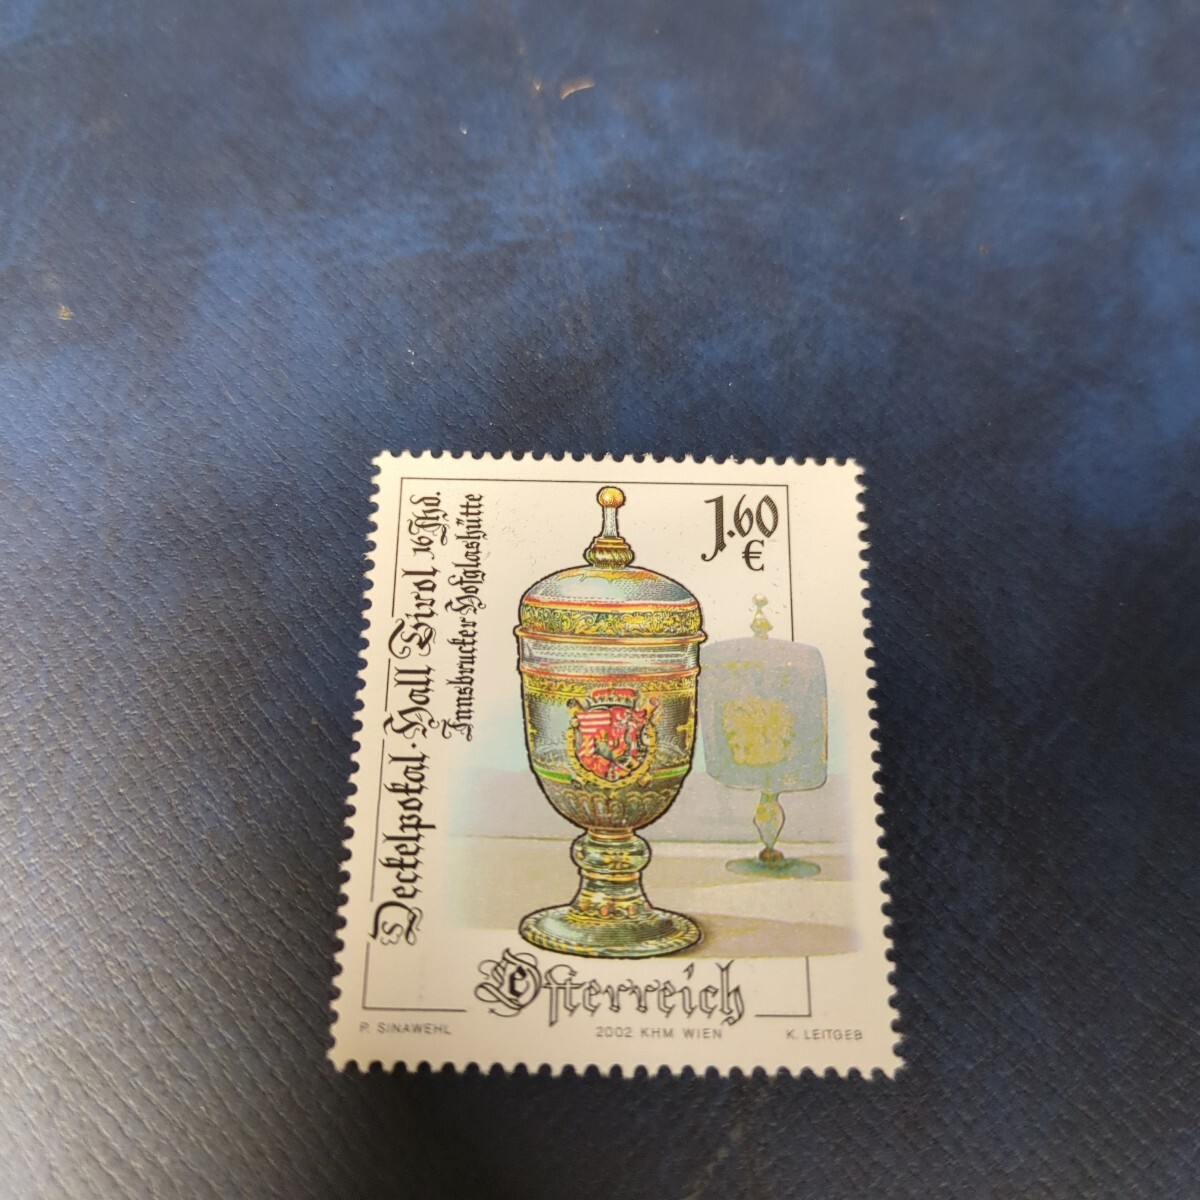 Deckelpokal · Hall Tirol 16 Jhd.
Innsbrucker Hofglashütte
1.60
€
Österreich
P. SINAWEHL
2002 KHM WIEN
K. LEITGEB